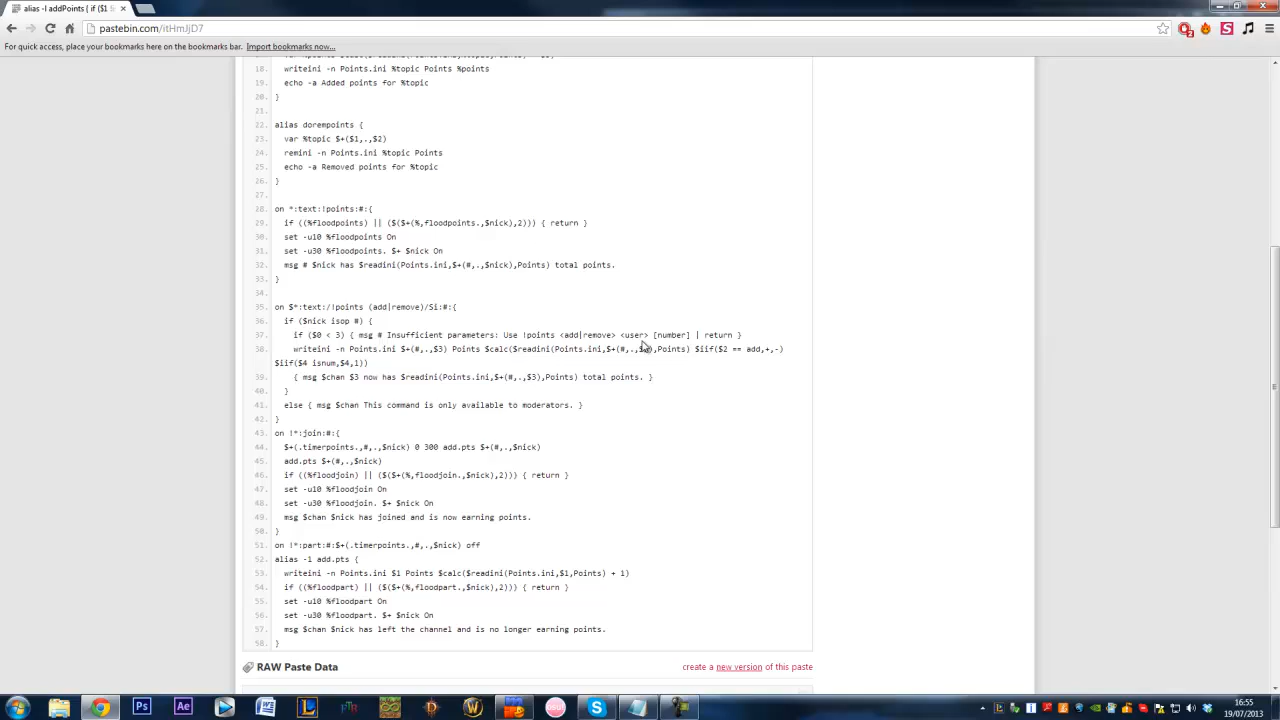 alias -l addPoints { if ($1
pastebin.com/itHmJjD7
For quick access, place your bookmarks here on the bookmarks bar. Import bookmarks now...
18. writeini -n Points.ini %topic Points %points
19. echo -a Added points for %topic
20. }
21.
22. alias dorempoints {
23. var %topic $+($1,.,$2)
24. remini -n Points.ini %topic Points
25. echo -a Removed points for %topic
26. }
27.
28. on *:text:!points:#:{
29. if ((%floodpoints) || ($($+(%,floodpoints.,$nick),2))) { return }
30. set -u10 %floodpoints On
31. set -u30 %floodpoints. $+ $nick On
32. msg # $nick has $readini(Points.ini,$+(#,.,$nick),Points) total points.
33. }
34.
35. on $*:text:/!points (add|remove)/Si:#:{
36. if ($nick isop #) {
37. if ($0 < 3) { msg # Insufficient parameters: Use !points <add|remove> <user> [number] | return }
38. writeini -n Points.ini $+(#,.,$3) Points $calc($readini(Points.ini,$+(#,.,$3),Points) $iif($2 == add,+,-)
$iif($4 isnum,$4,1))
39. { msg $chan $3 now has $readini(Points.ini,$+(#,.,$3),Points) total points. }
40. }
41. else { msg $chan This command is only available to moderators. }
42. }
43. on !*:join:#:{
44. $+(.timerpoints.,#,.,$nick) 0 300 add.pts $+(#,.,$nick)
45. add.pts $+(#,.,$nick)
46. if ((%floodjoin) || ($($+(%,floodjoin.,$nick),2))) { return }
47. set -u10 %floodjoin On
48. set -u30 %floodjoin. $+ $nick On
49. msg $chan $nick has joined and is now earning points.
50. }
51. on !*:part:#:$+(.timerpoints.,#,.,$nick) off
52. alias -l add.pts {
53. writeini -n Points.ini $1 Points $calc($readini(Points.ini,$1,Points) + 1)
54. if ((%floodpart) || ($($+(%,floodpart.,$nick),2))) { return }
55. set -u10 %floodpart On
56. set -u30 %floodpart. $+ $nick On
57. msg $chan $nick has left the channel and is no longer earning points.
58. }
RAW Paste Data create a new version of this paste
16:55
19/07/2013